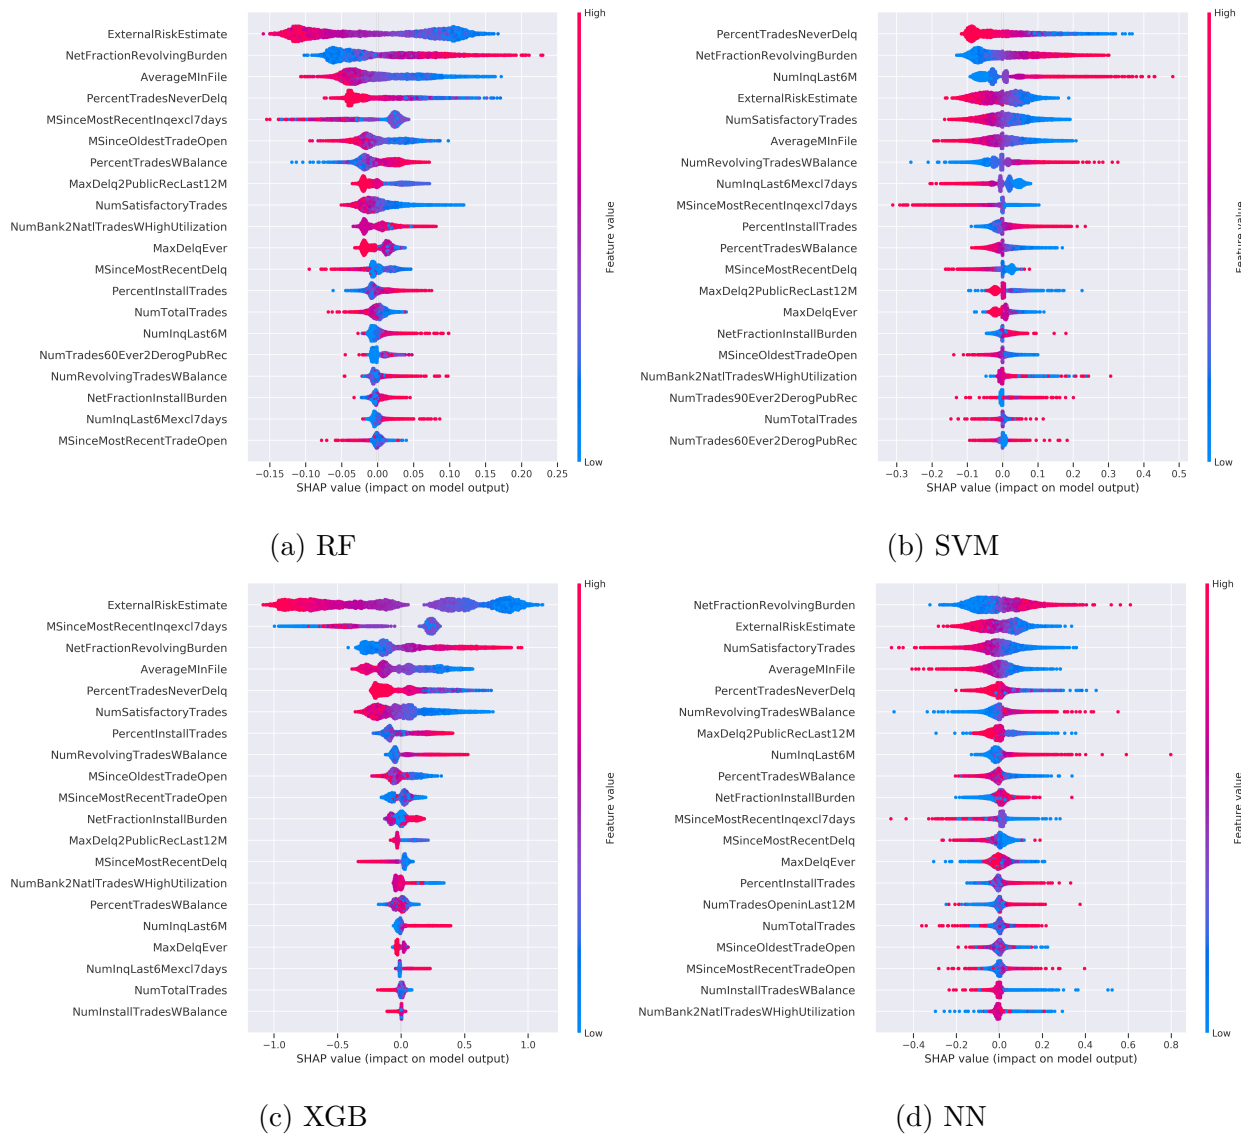 High
ExternalRiskEstimate
NetFractionRevolvingBurden
AverageMInFile
PercentTradesNeverDelq
MSinceMostRecentInqexcl7days
MSinceOldestTradeOpen
PercentTradesWBalance
MaxDelq2PublicRecLast12M
NumSatisfactoryTrades
NumBank2NatlTradesWHighUtilization
MaxDelqEver
MSinceMostRecentDelq
PercentInstallTrades
NumTotalTrades
NumInqLast6M
NumTrades60Ever2DerogPubRec
NumRevolvingTradesWBalance
NetFractionInstallBurden
NumInqLast6Mexcl7days
MSinceMostRecentTradeOpen
Feature value
Low
−0.15 −0.10 −0.05 0.00 0.05 0.10 0.15 0.20 0.25
SHAP value (impact on model output)
(a) RF
High
PercentTradesNeverDelq
NetFractionRevolvingBurden
NumInqLast6M
ExternalRiskEstimate
NumSatisfactoryTrades
AverageMInFile
NumRevolvingTradesWBalance
NumInqLast6Mexcl7days
MSinceMostRecentInqexcl7days
PercentInstallTrades
PercentTradesWBalance
MSinceMostRecentDelq
MaxDelq2PublicRecLast12M
MaxDelqEver
NetFractionInstallBurden
MSinceOldestTradeOpen
NumBank2NatlTradesWHighUtilization
NumTrades90Ever2DerogPubRec
NumTotalTrades
NumTrades60Ever2DerogPubRec
Feature value
Low
−0.3 −0.2 −0.1 0.0 0.1 0.2 0.3 0.4 0.5
SHAP value (impact on model output)
(b) SVM
High
ExternalRiskEstimate
MSinceMostRecentInqexcl7days
NetFractionRevolvingBurden
AverageMInFile
PercentTradesNeverDelq
NumSatisfactoryTrades
PercentInstallTrades
NumRevolvingTradesWBalance
MSinceOldestTradeOpen
MSinceMostRecentTradeOpen
NetFractionInstallBurden
MaxDelq2PublicRecLast12M
MSinceMostRecentDelq
NumBank2NatlTradesWHighUtilization
PercentTradesWBalance
NumInqLast6M
MaxDelqEver
NumInqLast6Mexcl7days
NumTotalTrades
NumInstallTradesWBalance
Feature value
Low
−1.0 −0.5 0.0 0.5 1.0
SHAP value (impact on model output)
(c) XGB
High
NetFractionRevolvingBurden
ExternalRiskEstimate
NumSatisfactoryTrades
AverageMInFile
PercentTradesNeverDelq
NumRevolvingTradesWBalance
MaxDelq2PublicRecLast12M
NumInqLast6M
PercentTradesWBalance
NetFractionInstallBurden
MSinceMostRecentInqexcl7days
MSinceMostRecentDelq
MaxDelqEver
PercentInstallTrades
NumTradesOpeninLast12M
NumTotalTrades
MSinceOldestTradeOpen
MSinceMostRecentTradeOpen
NumInstallTradesWBalance
NumBank2NatlTradesWHighUtilization
Feature value
Low
−0.4 −0.2 0.0 0.2 0.4 0.6 0.8
SHAP value (impact on model output)
(d) NN